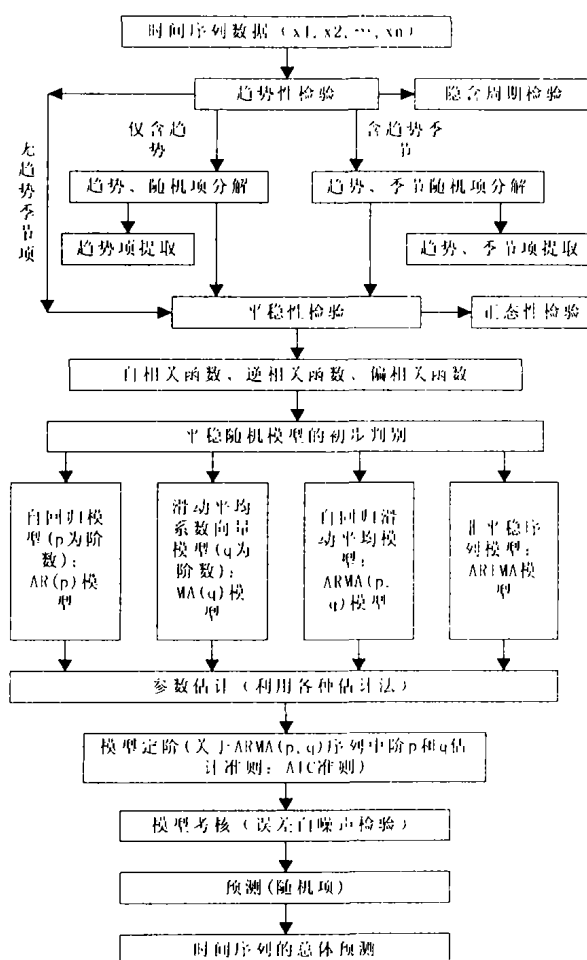 时间序列数据 (x1,x2,…,xn)
趋势性检验
隐含周期检验
仅含趋
势
含趋势季
节
无趋势季节项
趋势、随机项分解
趋势、季节随机项分解
趋势项提取
趋势、季节项提取
平稳性检验
正态性检验
自相关函数、逆相关函数、偏相关函数
平稳随机模型的初步判别
自回归模
型(p为阶
数):
AR(p)模
型
滑动平均
系数向量
模型(q为
阶数):
MA(q)模
型
自回归滑
动平均模
型:
ARMA(p,
q)模型
非平稳序
列模型:
ARIMA模
型
参数估计 (利用各种估计法)
模型定阶(关于ARMA(p,q)序列中阶p和q估
计准则: AIC准则)
模型考核 (误差白噪声检验)
预测(随机项)
时间序列的总体预测